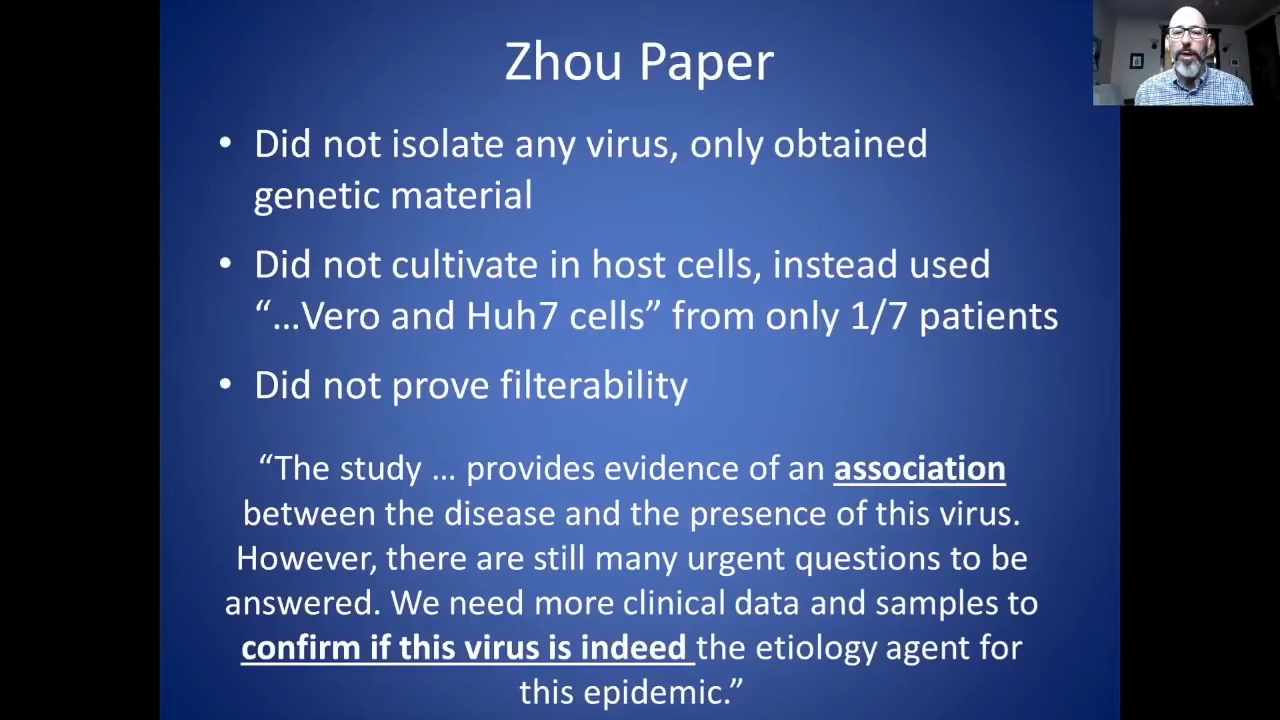 Zhou Paper
• Did not isolate any virus, only obtained
genetic material
• Did not cultivate in host cells, instead used
“...Vero and Huh7 cells” from only 1/7 patients
• Did not prove filterability
“The study ... provides evidence of an association
between the disease and the presence of this virus.
However, there are still many urgent questions to be
answered. We need more clinical data and samples to
confirm if this virus is indeed the etiology agent for
this epidemic.”